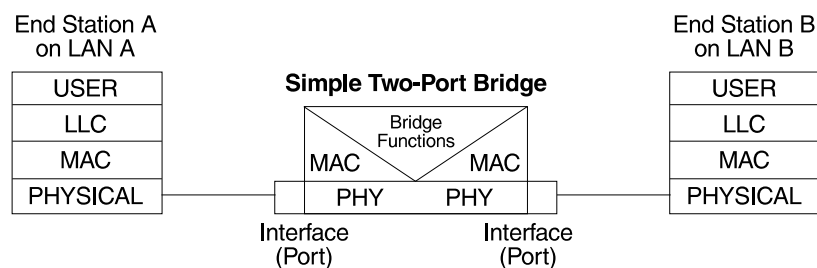 End Station A
on LAN A
USER
LLC
MAC
PHYSICAL
Simple Two-Port Bridge
Bridge
Functions
MAC
MAC
PHY
PHY
Interface
(Port)
Interface
(Port)
End Station B
on LAN B
USER
LLC
MAC
PHYSICAL